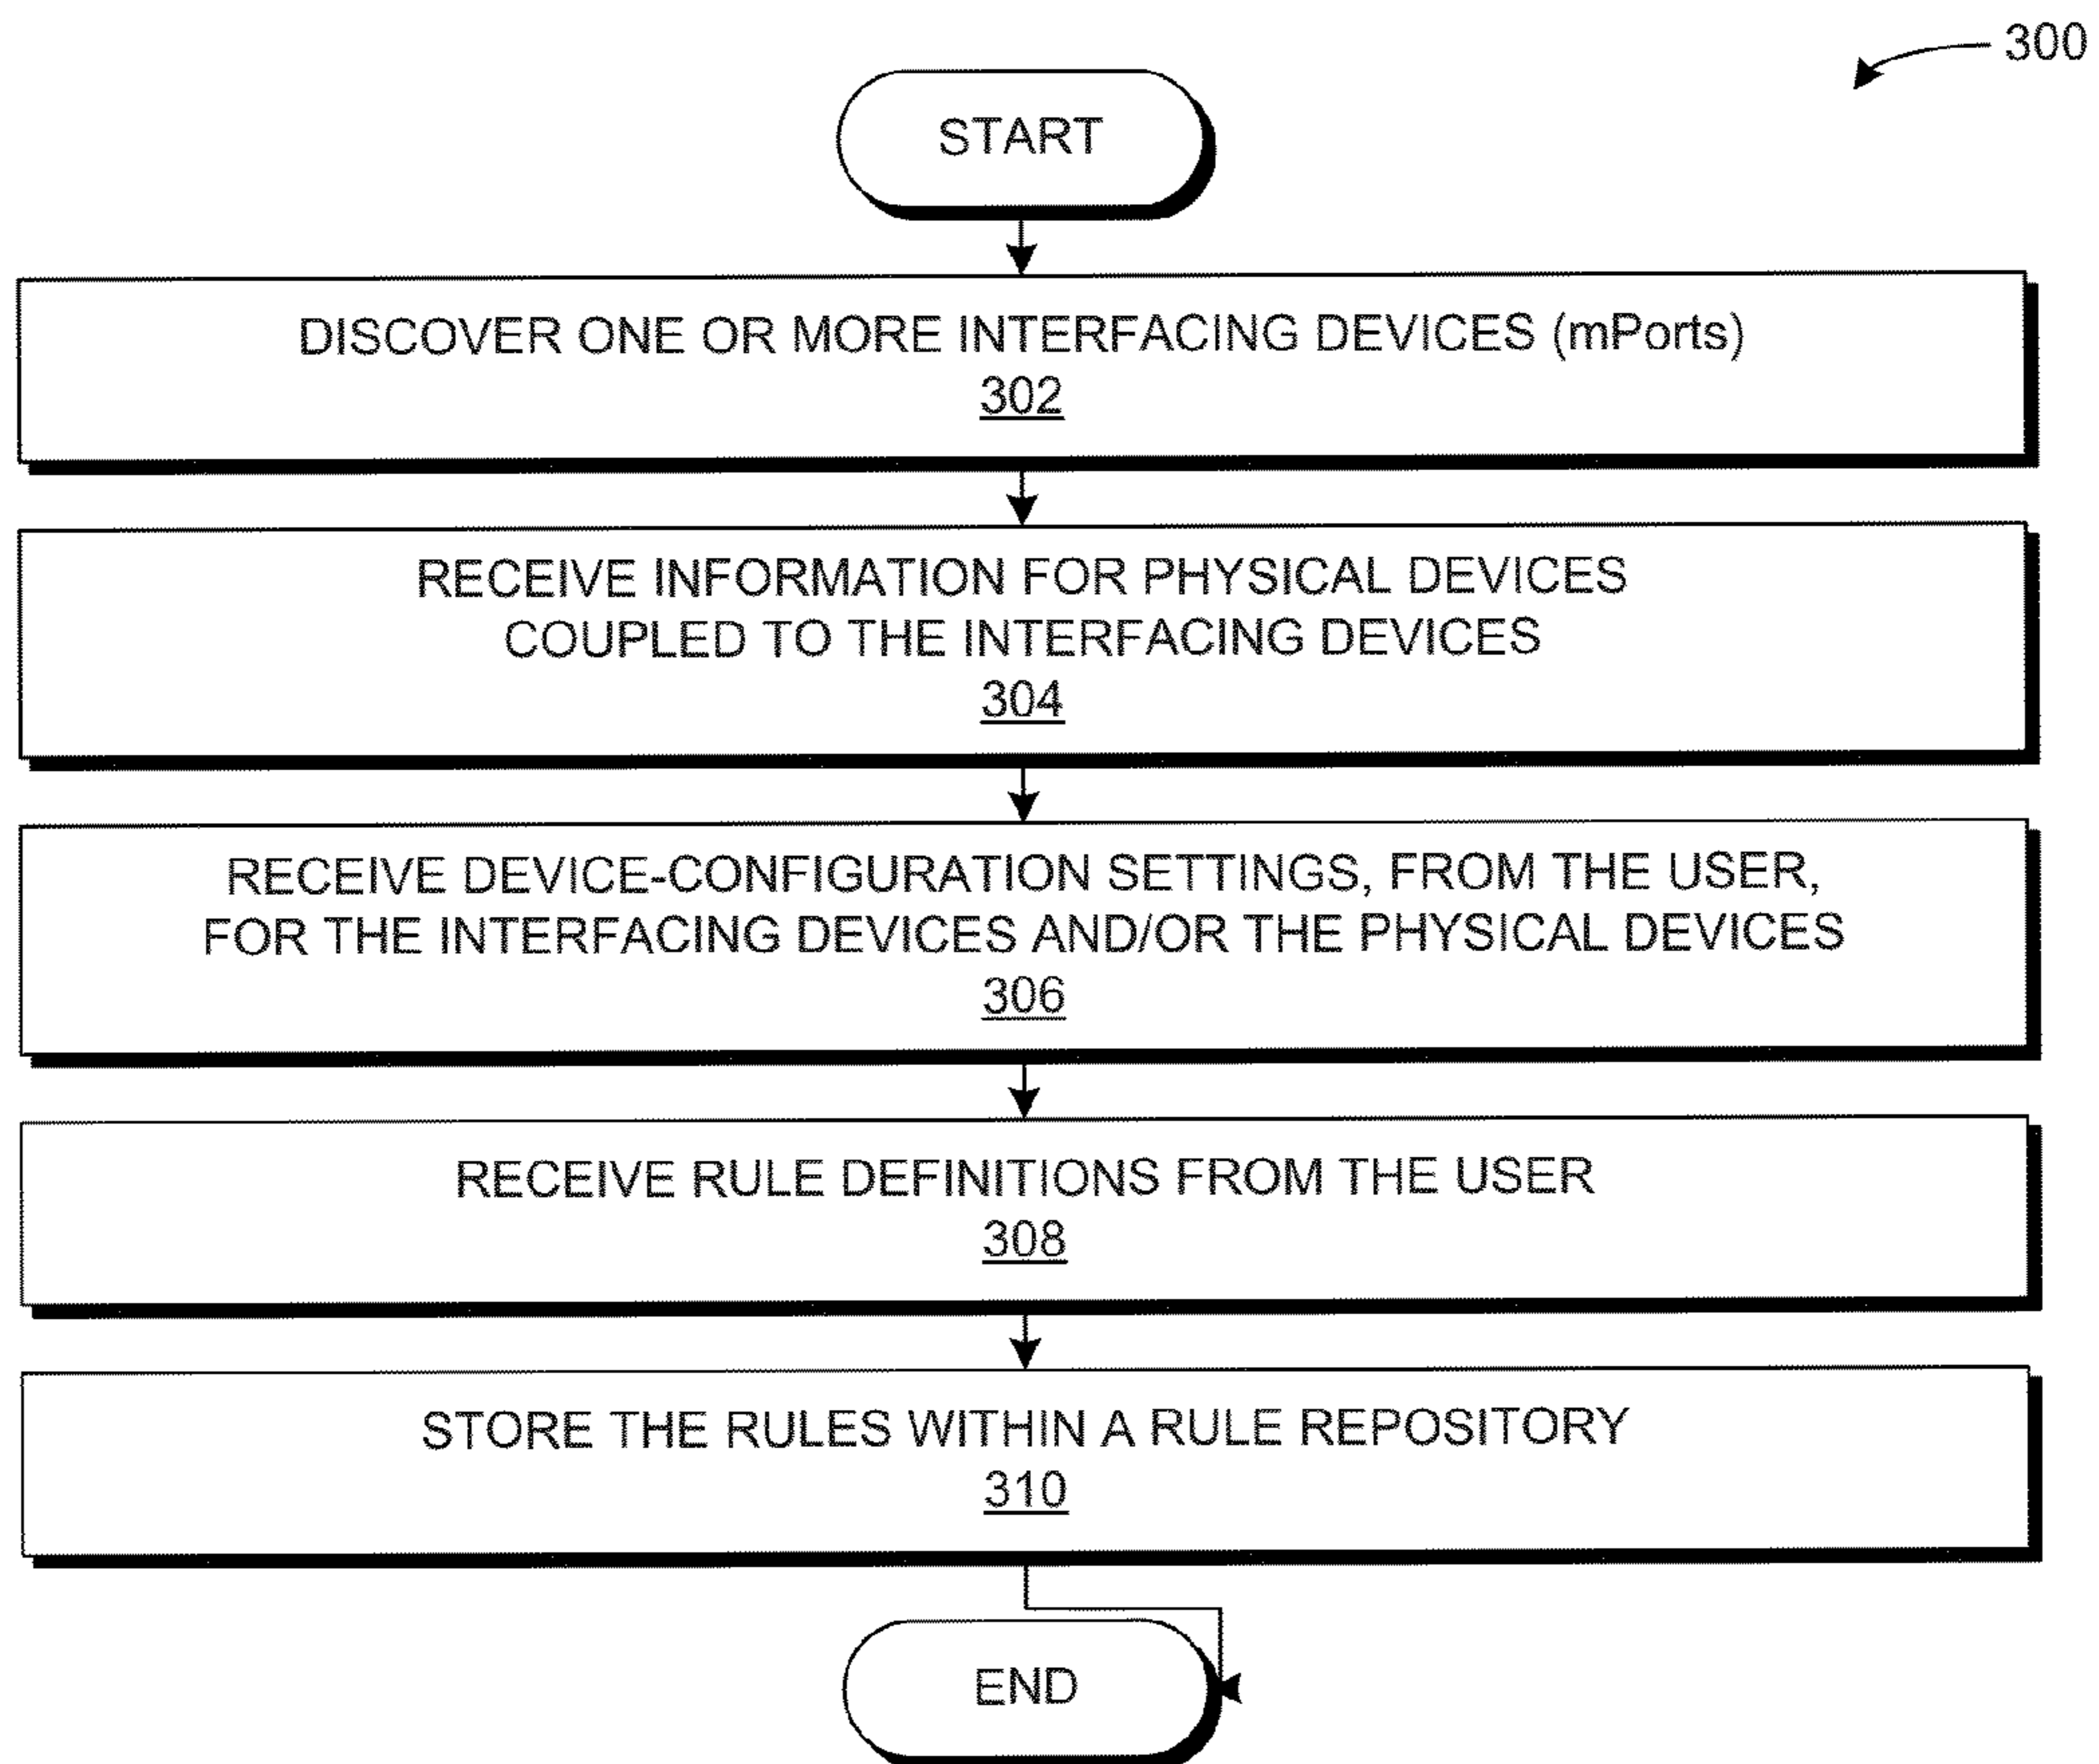 300
START
DISCOVER ONE OR MORE INTERFACING DEVICES (mPorts)
302
RECEIVE INFORMATION FOR PHYSICAL DEVICES
COUPLED TO THE INTERFACING DEVICES
304
RECEIVE DEVICE-CONFIGURATION SETTINGS, FROM THE USER,
FOR THE INTERFACING DEVICES AND/OR THE PHYSICAL DEVICES
306
RECEIVE RULE DEFINITIONS FROM THE USER
308
STORE THE RULES WITHIN A RULE REPOSITORY
310
END